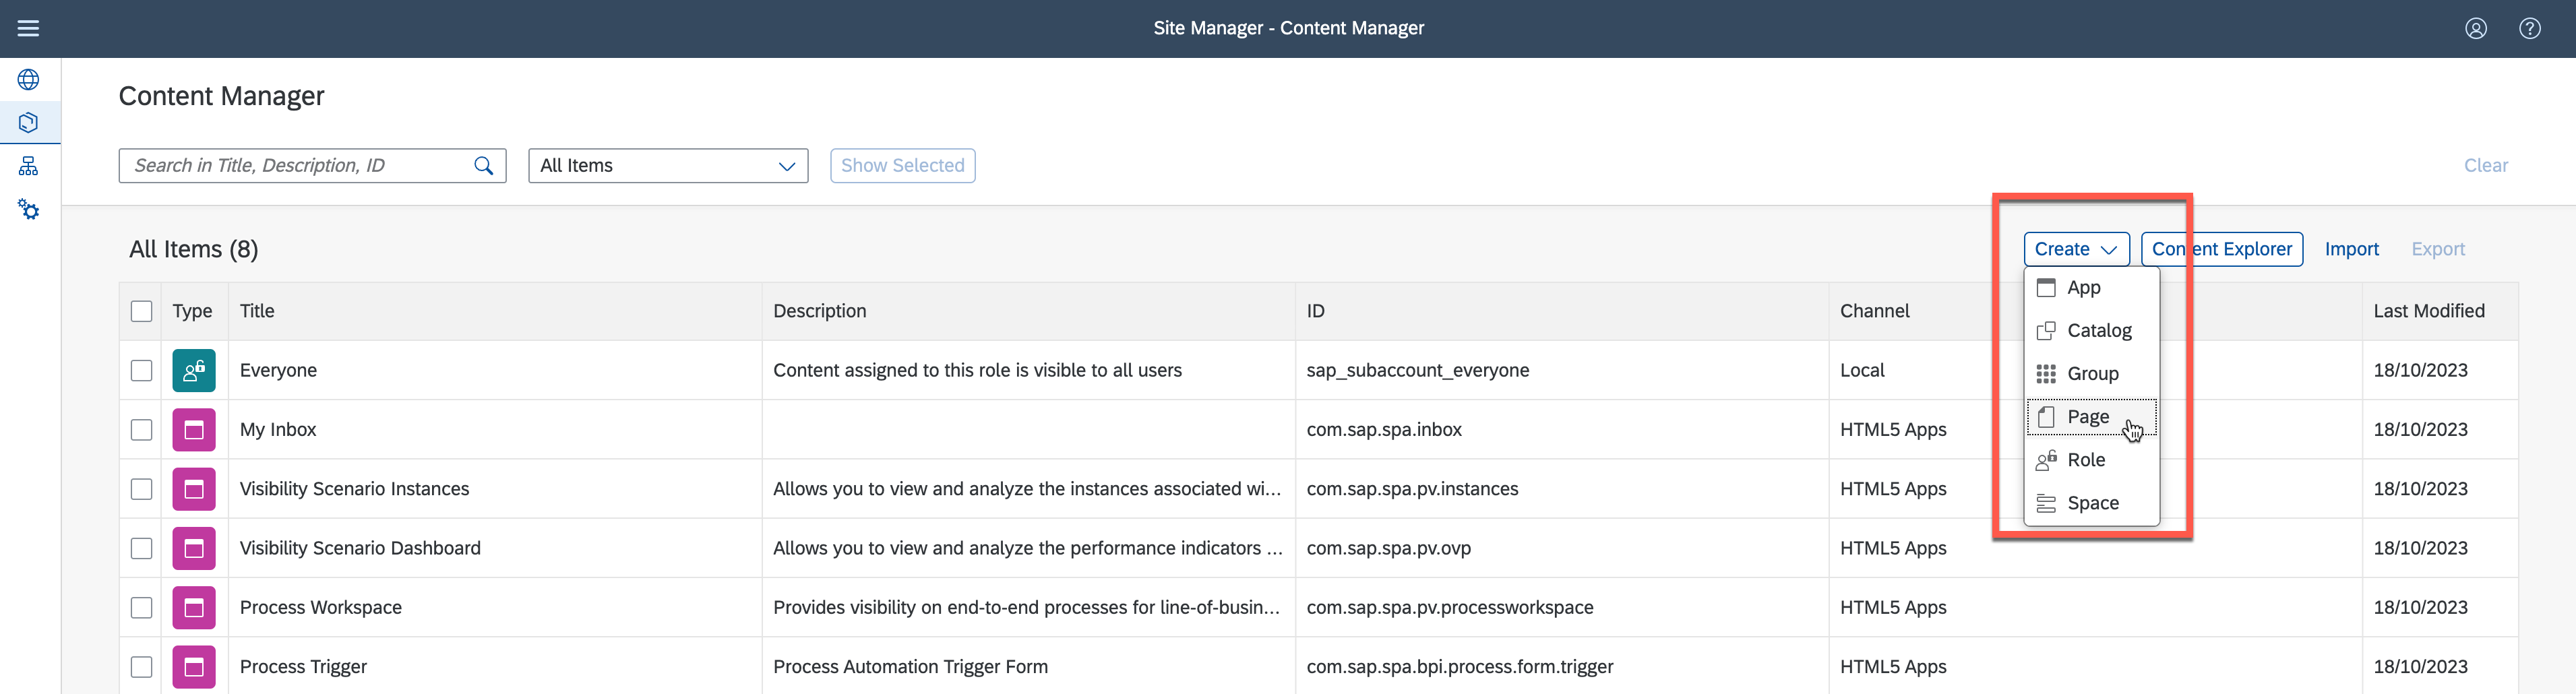 Site Manager - Content Manager
Content Manager
Search in Title, Description, ID
All Items
Show Selected
Clear
All Items (8)
Create
Content Explorer
Import
Export
App
Catalog
Group
Page
Role
Space
Type Title Description ID Channel Last Modified
Everyone Content assigned to this role is visible to all users sap_subaccount_everyone Local 18/10/2023
My Inbox com.sap.spa.inbox HTML5 Apps 18/10/2023
Visibility Scenario Instances Allows you to view and analyze the instances associated wi... com.sap.spa.pv.instances HTML5 Apps 18/10/2023
Visibility Scenario Dashboard Allows you to view and analyze the performance indicators ... com.sap.spa.pv.ovp HTML5 Apps 18/10/2023
Process Workspace Provides visibility on end-to-end processes for line-of-busin... com.sap.spa.pv.processworkspace HTML5 Apps 18/10/2023
Process Trigger Process Automation Trigger Form com.sap.spa.bpi.process.form.trigger HTML5 Apps 18/10/2023